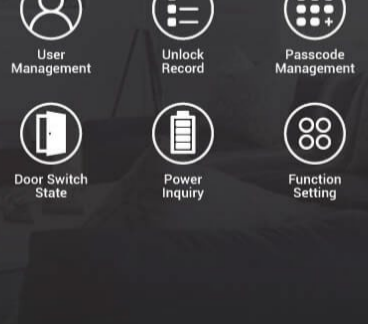 User
Management
Unlock
Record
Passcode
Management
Door Switch
State
Power
Inquiry
Function
Setting